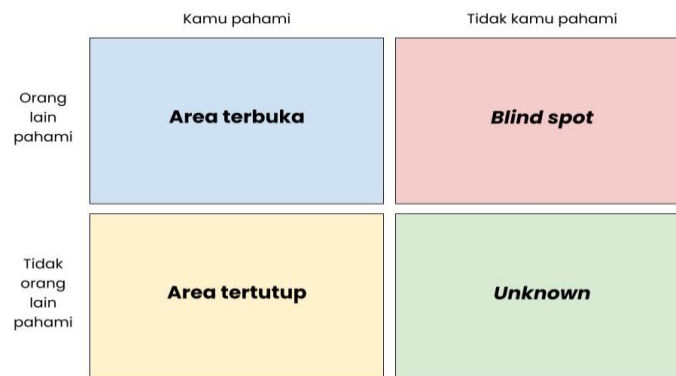 Kamu pahami
Tidak kamu pahami
Orang
lain
pahami
Area terbuka
Blind spot
Tidak
orang
lain
pahami
Area tertutup
Unknown